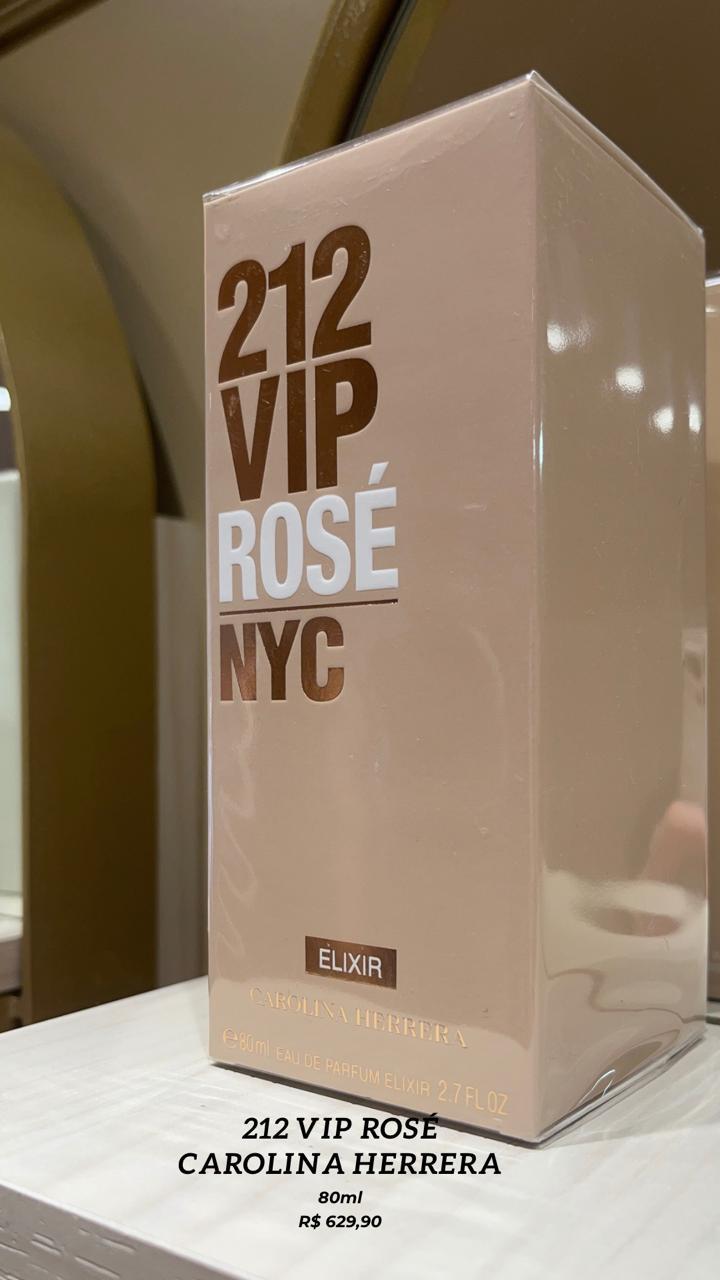 212
VIP
ROSÉ
NYC
ELIXIR
CAROLINA HERRERA
℮80ml EAU DE PARFUM ELIXIR 2.7 FL OZ
212 VIP ROSÉ
CAROLINA HERRERA
80ml
R$ 629,90